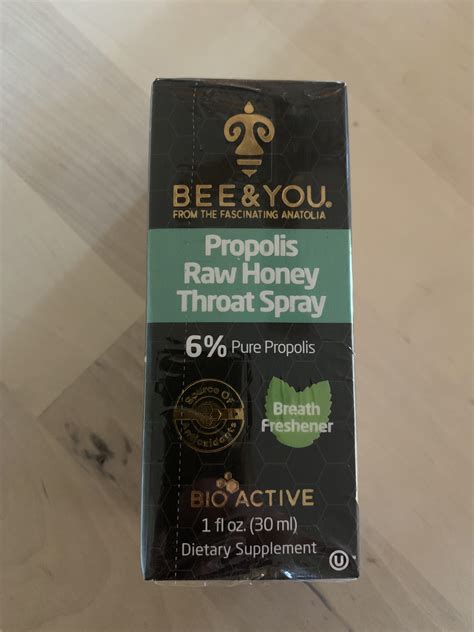 BEE&YOU®
FROM THE FASCINATING ANATOLIA
Propolis
Raw Honey
Throat Spray
6% Pure Propolis
Source Of
Antioxidants
Breath
Freshener
BIO ACTIVE
1 fl oz. (30 ml)
Dietary Supplement
U